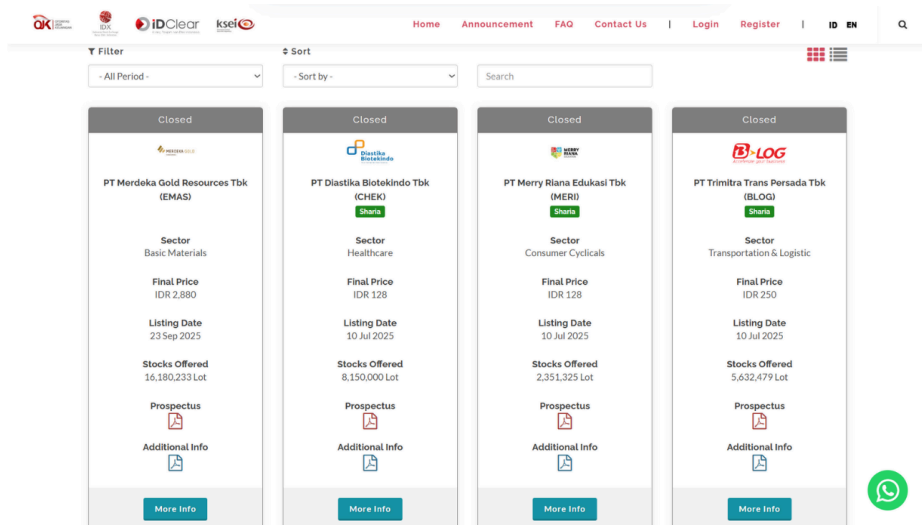 IDX
iDClear
ksei
Home Announcement FAQ Contact Us | Login Register | ID EN
Filter
Sort
- All Period -
- Sort by -
Search
Closed
MERDEKA GOLD
PT Merdeka Gold Resources Tbk
(EMAS)
Sector
Basic Materials
Final Price
IDR 2,880
Listing Date
23 Sep 2025
Stocks Offered
16,180,233 Lot
Prospectus
Additional Info
More Info
Closed
Diastika
Biotekindo
PT Diastika Biotekindo Tbk
(CHEK)
Sharia
Sector
Healthcare
Final Price
IDR 128
Listing Date
10 Jul 2025
Stocks Offered
8,150,000 Lot
Prospectus
Additional Info
More Info
Closed
MERRY
RIANA
PT Merry Riana Edukasi Tbk
(MERI)
Sharia
Sector
Consumer Cyclicals
Final Price
IDR 128
Listing Date
10 Jul 2025
Stocks Offered
2,351,325 Lot
Prospectus
Additional Info
More Info
Closed
B-LOG
PT Trimitra Trans Persada Tbk
(BLOG)
Sharia
Sector
Transportation & Logistic
Final Price
IDR 250
Listing Date
10 Jul 2025
Stocks Offered
5,632,479 Lot
Prospectus
Additional Info
More Info